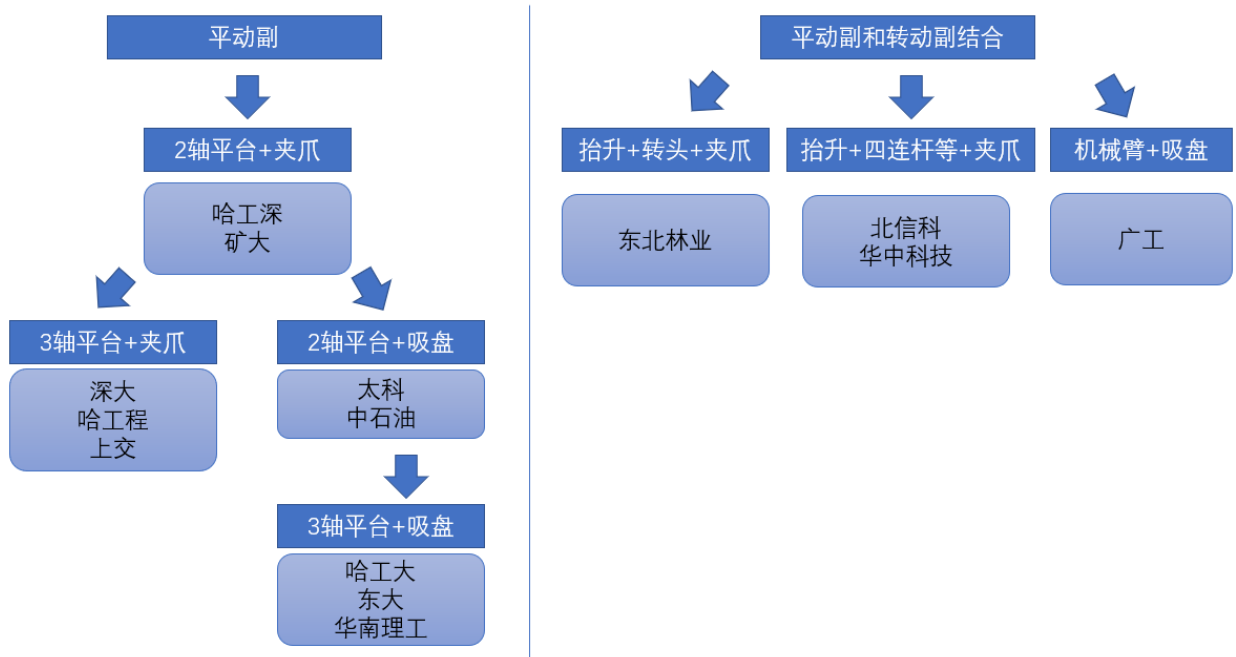 平动副
2轴平台+夹爪
哈工深
矿大
3轴平台+夹爪
深大
哈工程
上交
2轴平台+吸盘
太科
中石油
3轴平台+吸盘
哈工大
东大
华南理工
平动副和转动副结合
抬升+转头+夹爪
东北林业
抬升+四连杆等+夹爪
北信科
华中科技
机械臂+吸盘
广工